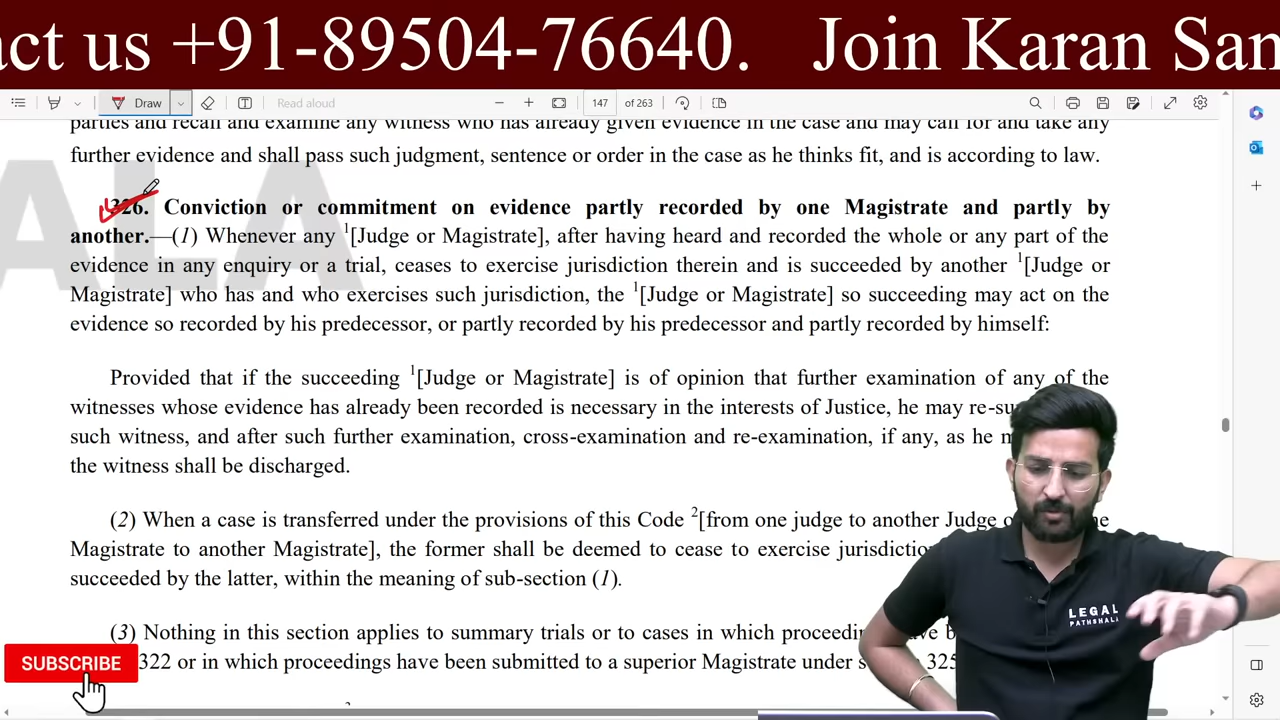 act us +91-89504-76640. Join Karan San
Draw
Read aloud
147 of 263
parties and recall and examine any witness who has already given evidence in the case and may call for and take any
further evidence and shall pass such judgment, sentence or order in the case as he thinks fit, and is according to law.
ALA
326. Conviction or commitment on evidence partly recorded by one Magistrate and partly by
another.—(1) Whenever any 1[Judge or Magistrate], after having heard and recorded the whole or any part of the
evidence in any enquiry or a trial, ceases to exercise jurisdiction therein and is succeeded by another 1[Judge or
Magistrate] who has and who exercises such jurisdiction, the 1[Judge or Magistrate] so succeeding may act on the
evidence so recorded by his predecessor, or partly recorded by his predecessor and partly recorded by himself:
Provided that if the succeeding 1[Judge or Magistrate] is of opinion that further examination of any of the
witnesses whose evidence has already been recorded is necessary in the interests of Justice, he may re-su
such witness, and after such further examination, cross-examination and re-examination, if any, as he m
the witness shall be discharged.
(2) When a case is transferred under the provisions of this Code 2[from one judge to another Judge o
Magistrate to another Magistrate], the former shall be deemed to cease to exercise jurisdictio
succeeded by the latter, within the meaning of sub-section (1).
(3) Nothing in this section applies to summary trials or to cases in which proceedi
322 or in which proceedings have been submitted to a superior Magistrate under s 325
SUBSCRIBE
LEGAL
PATHSHALA